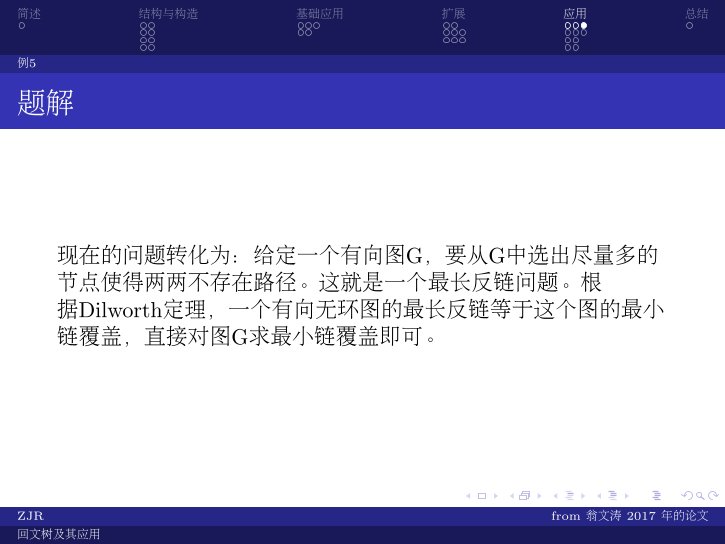 简述 结构与构造 基础应用 扩展 应用 总结
例5
题解
现在的问题转化为：给定一个有向图G，要从G中选出尽量多的
节点使得两两不存在路径。这就是一个最长反链问题。根
据Dilworth定理，一个有向无环图的最长反链等于这个图的最小
链覆盖，直接对图G求最小链覆盖即可。
ZJR from 翁文涛 2017 年的论文
回文树及其应用